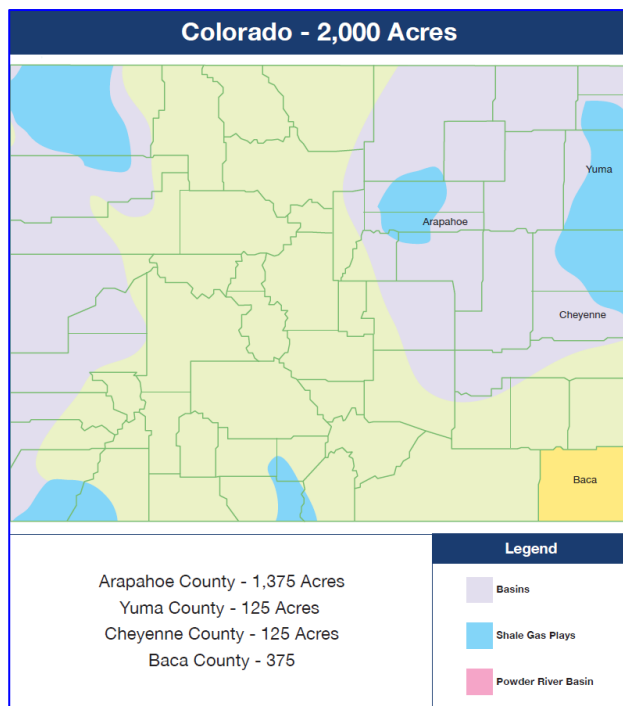 Colorado - 2,000 Acres
Yuma
Arapahoe
Cheyenne
Baca
Arapahoe County - 1,375 Acres
Yuma County - 125 Acres
Cheyenne County - 125 Acres
Baca County - 375
Legend
Basins
Shale Gas Plays
Powder River Basin